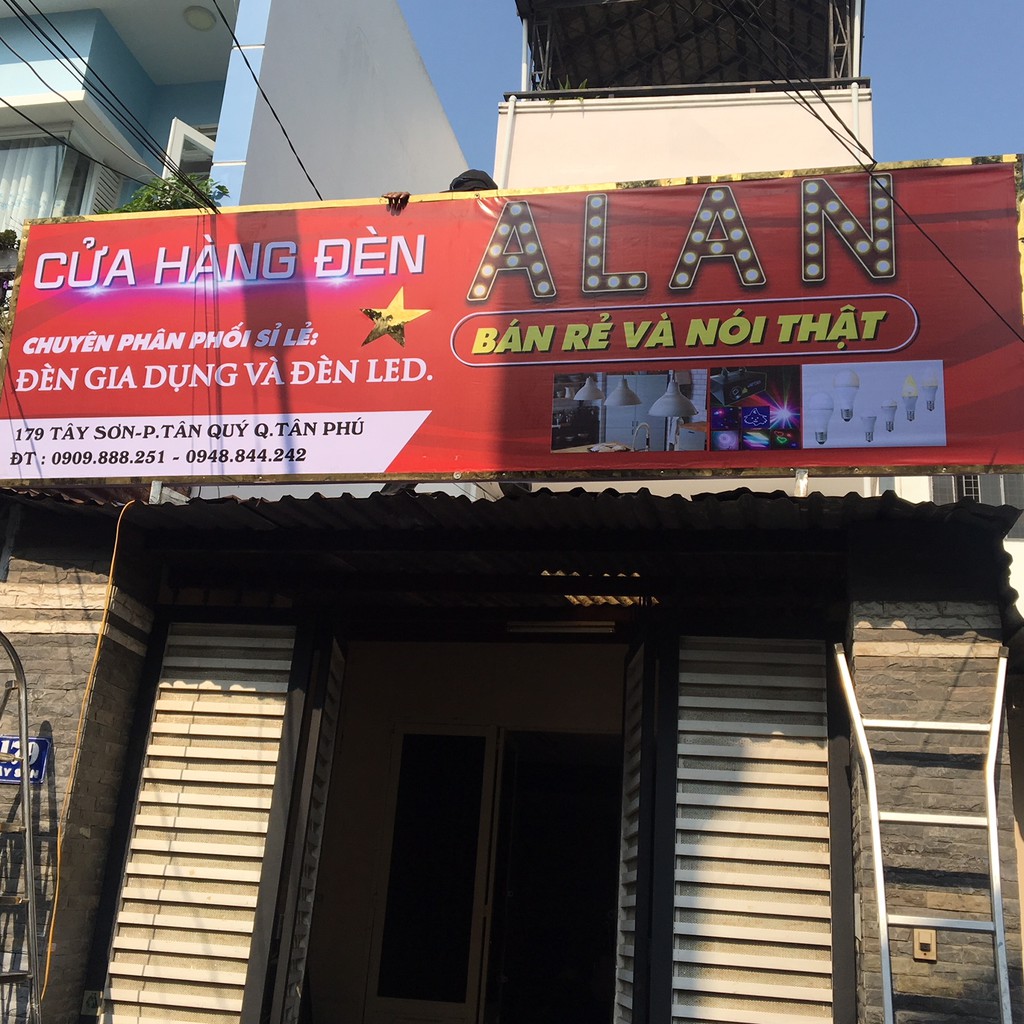 CỬA HÀNG ĐÈN
ALAN
CHUYÊN PHÂN PHỐI SỈ LẺ:
ĐÈN GIA DỤNG VÀ ĐÈN LED.
BÁN RẺ VÀ NÓI THẬT
179 TÂY SƠN-P.TÂN QUÝ Q.TÂN PHÚ
ĐT : 0909.888.251 - 0948.844.242
179